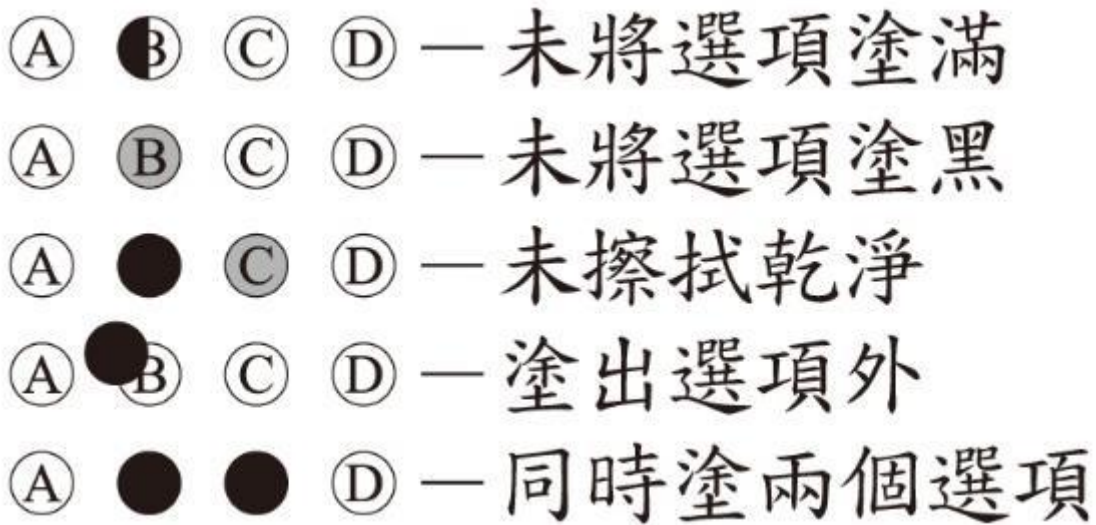 Ⓐ Ⓑ Ⓒ Ⓓ — 未將選項塗滿
Ⓐ Ⓑ Ⓒ Ⓓ — 未將選項塗黑
Ⓐ ● Ⓒ Ⓓ — 未擦拭乾淨
Ⓐ Ⓑ Ⓒ Ⓓ — 塗出選項外
Ⓐ ● ● Ⓓ — 同時塗兩個選項